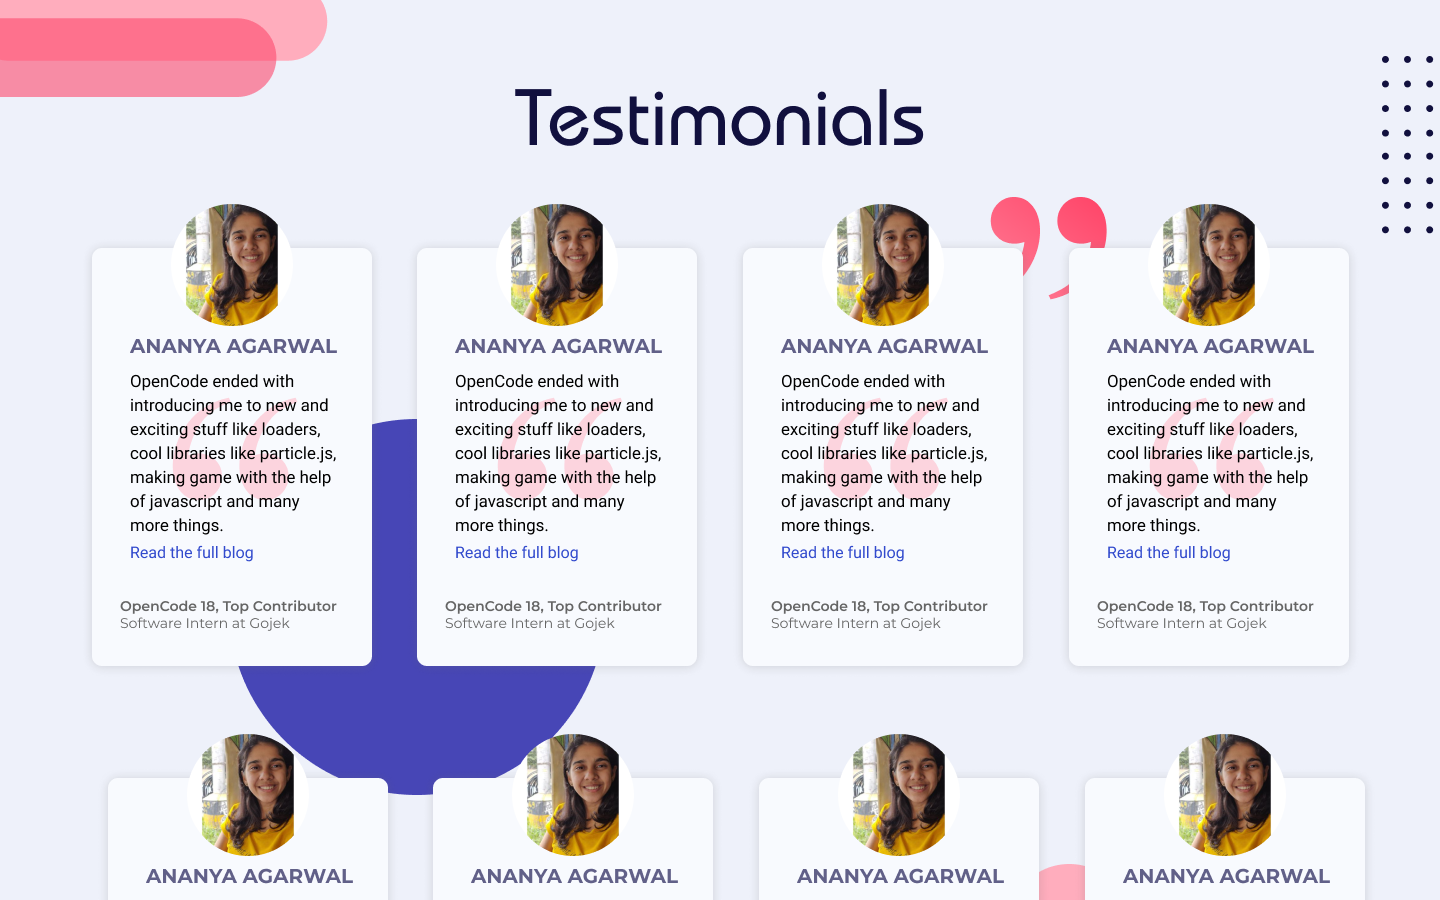 Testimonials
ANANYA AGARWAL
OpenCode ended with
introducing me to new and
exciting stuff like loaders,
cool libraries like particle.js,
making game with the help
of javascript and many
more things.
Read the full blog
OpenCode 18, Top Contributor
Software Intern at Gojek
ANANYA AGARWAL
OpenCode ended with
introducing me to new and
exciting stuff like loaders,
cool libraries like particle.js,
making game with the help
of javascript and many
more things.
Read the full blog
OpenCode 18, Top Contributor
Software Intern at Gojek
ANANYA AGARWAL
OpenCode ended with
introducing me to new and
exciting stuff like loaders,
cool libraries like particle.js,
making game with the help
of javascript and many
more things.
Read the full blog
OpenCode 18, Top Contributor
Software Intern at Gojek
ANANYA AGARWAL
OpenCode ended with
introducing me to new and
exciting stuff like loaders,
cool libraries like particle.js,
making game with the help
of javascript and many
more things.
Read the full blog
OpenCode 18, Top Contributor
Software Intern at Gojek
ANANYA AGARWAL
ANANYA AGARWAL
ANANYA AGARWAL
ANANYA AGARWAL